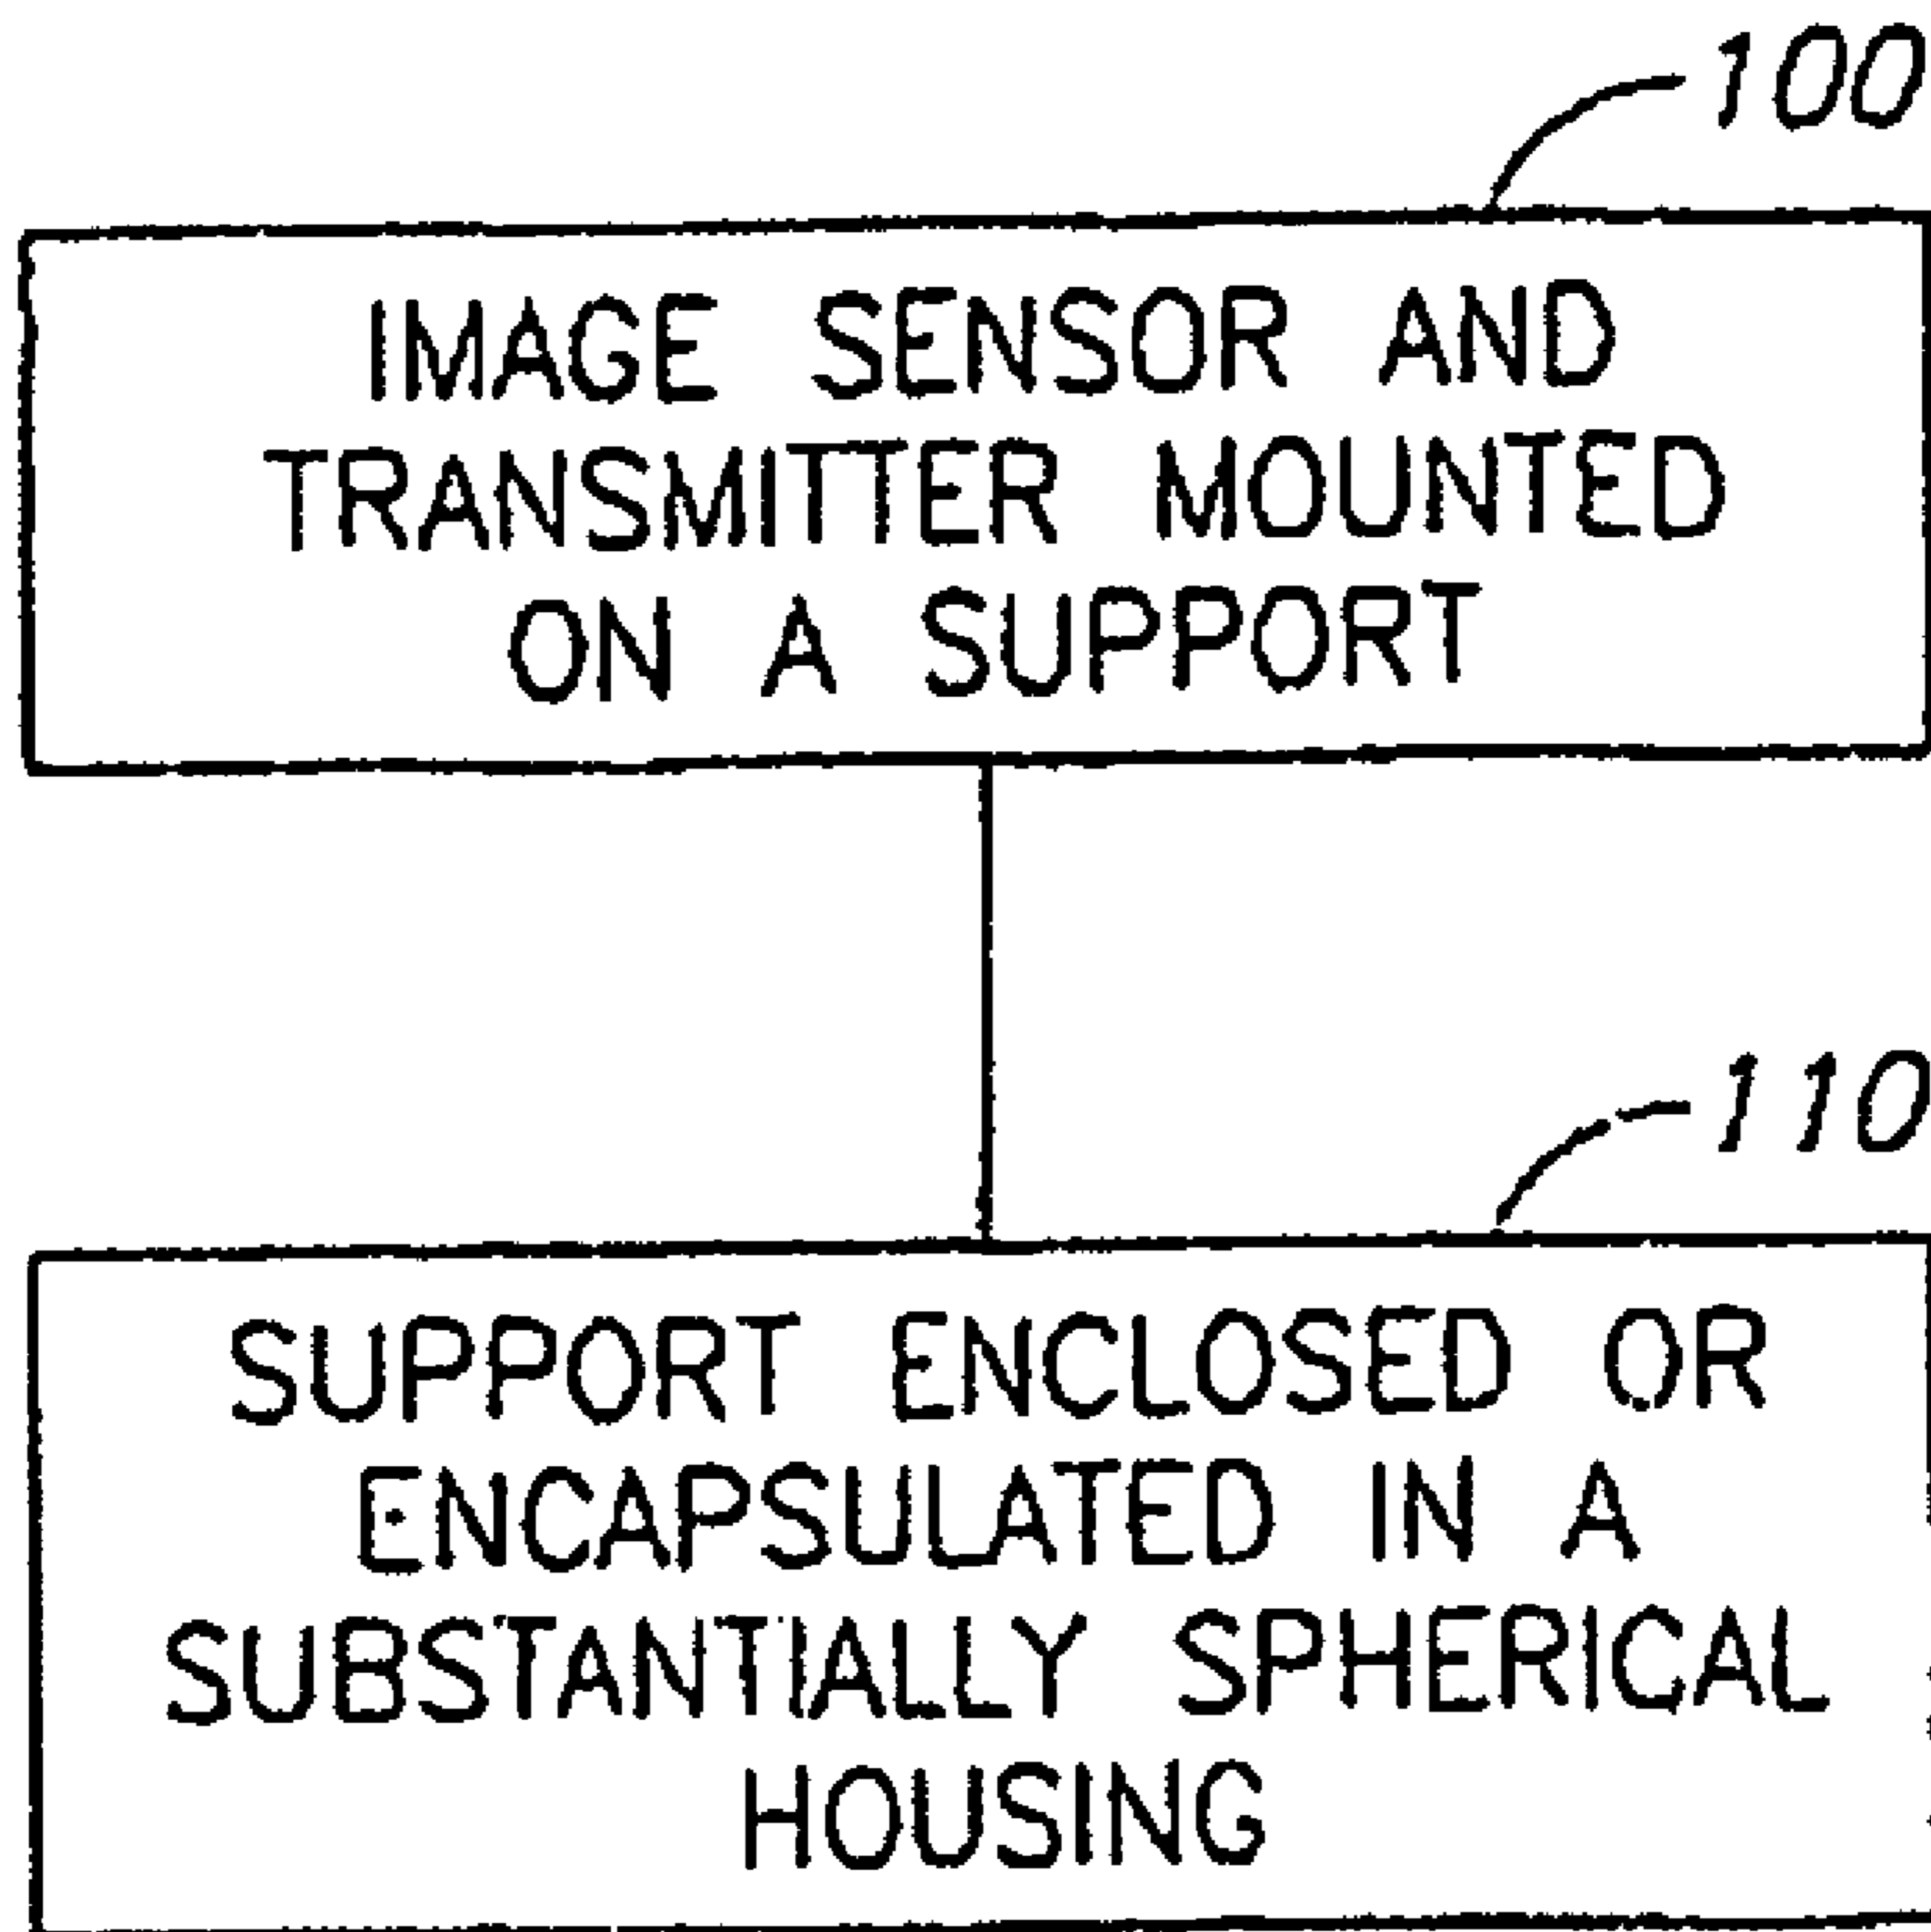 100
IMAGE SENSOR AND
TRANSMITTER MOUNTED
ON A SUPPORT
110
SUPPORT ENCLOSED OR
ENCAPSULATED IN A
SUBSTANTIALLY SPHERICAL
HOUSING